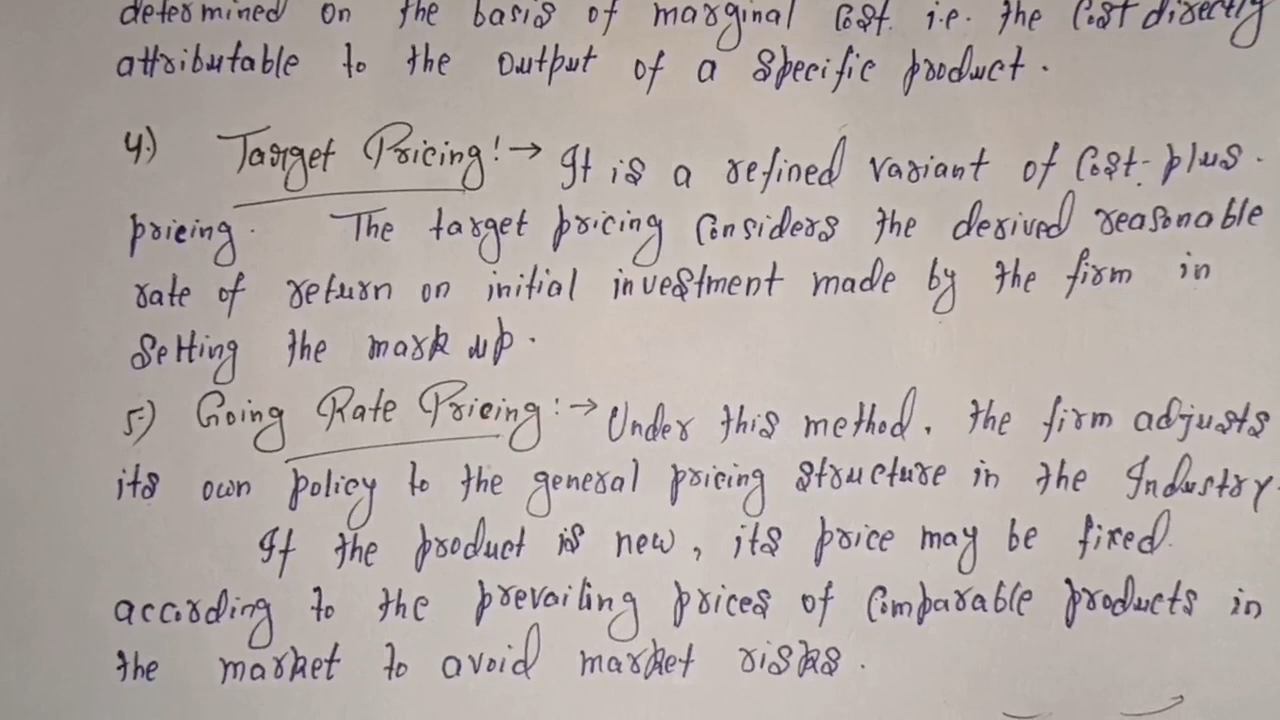 determined on the basis of marginal Cost. i.e. the Cost directly
attributable to the output of a specific product.
4.) Target Pricing!→ It is a refined variant of Cost-plus-
pricing. The target pricing Considers the derived reasonable
rate of return on initial investment made by the firm in
setting the mark up.
5.) Going Rate Pricing:→ Under this method, the firm adjusts
its own policy to the general pricing structure in the Industry.
If the product is new, its price may be fixed.
according to the prevailing prices of Comparable products in
the market to avoid market risks.